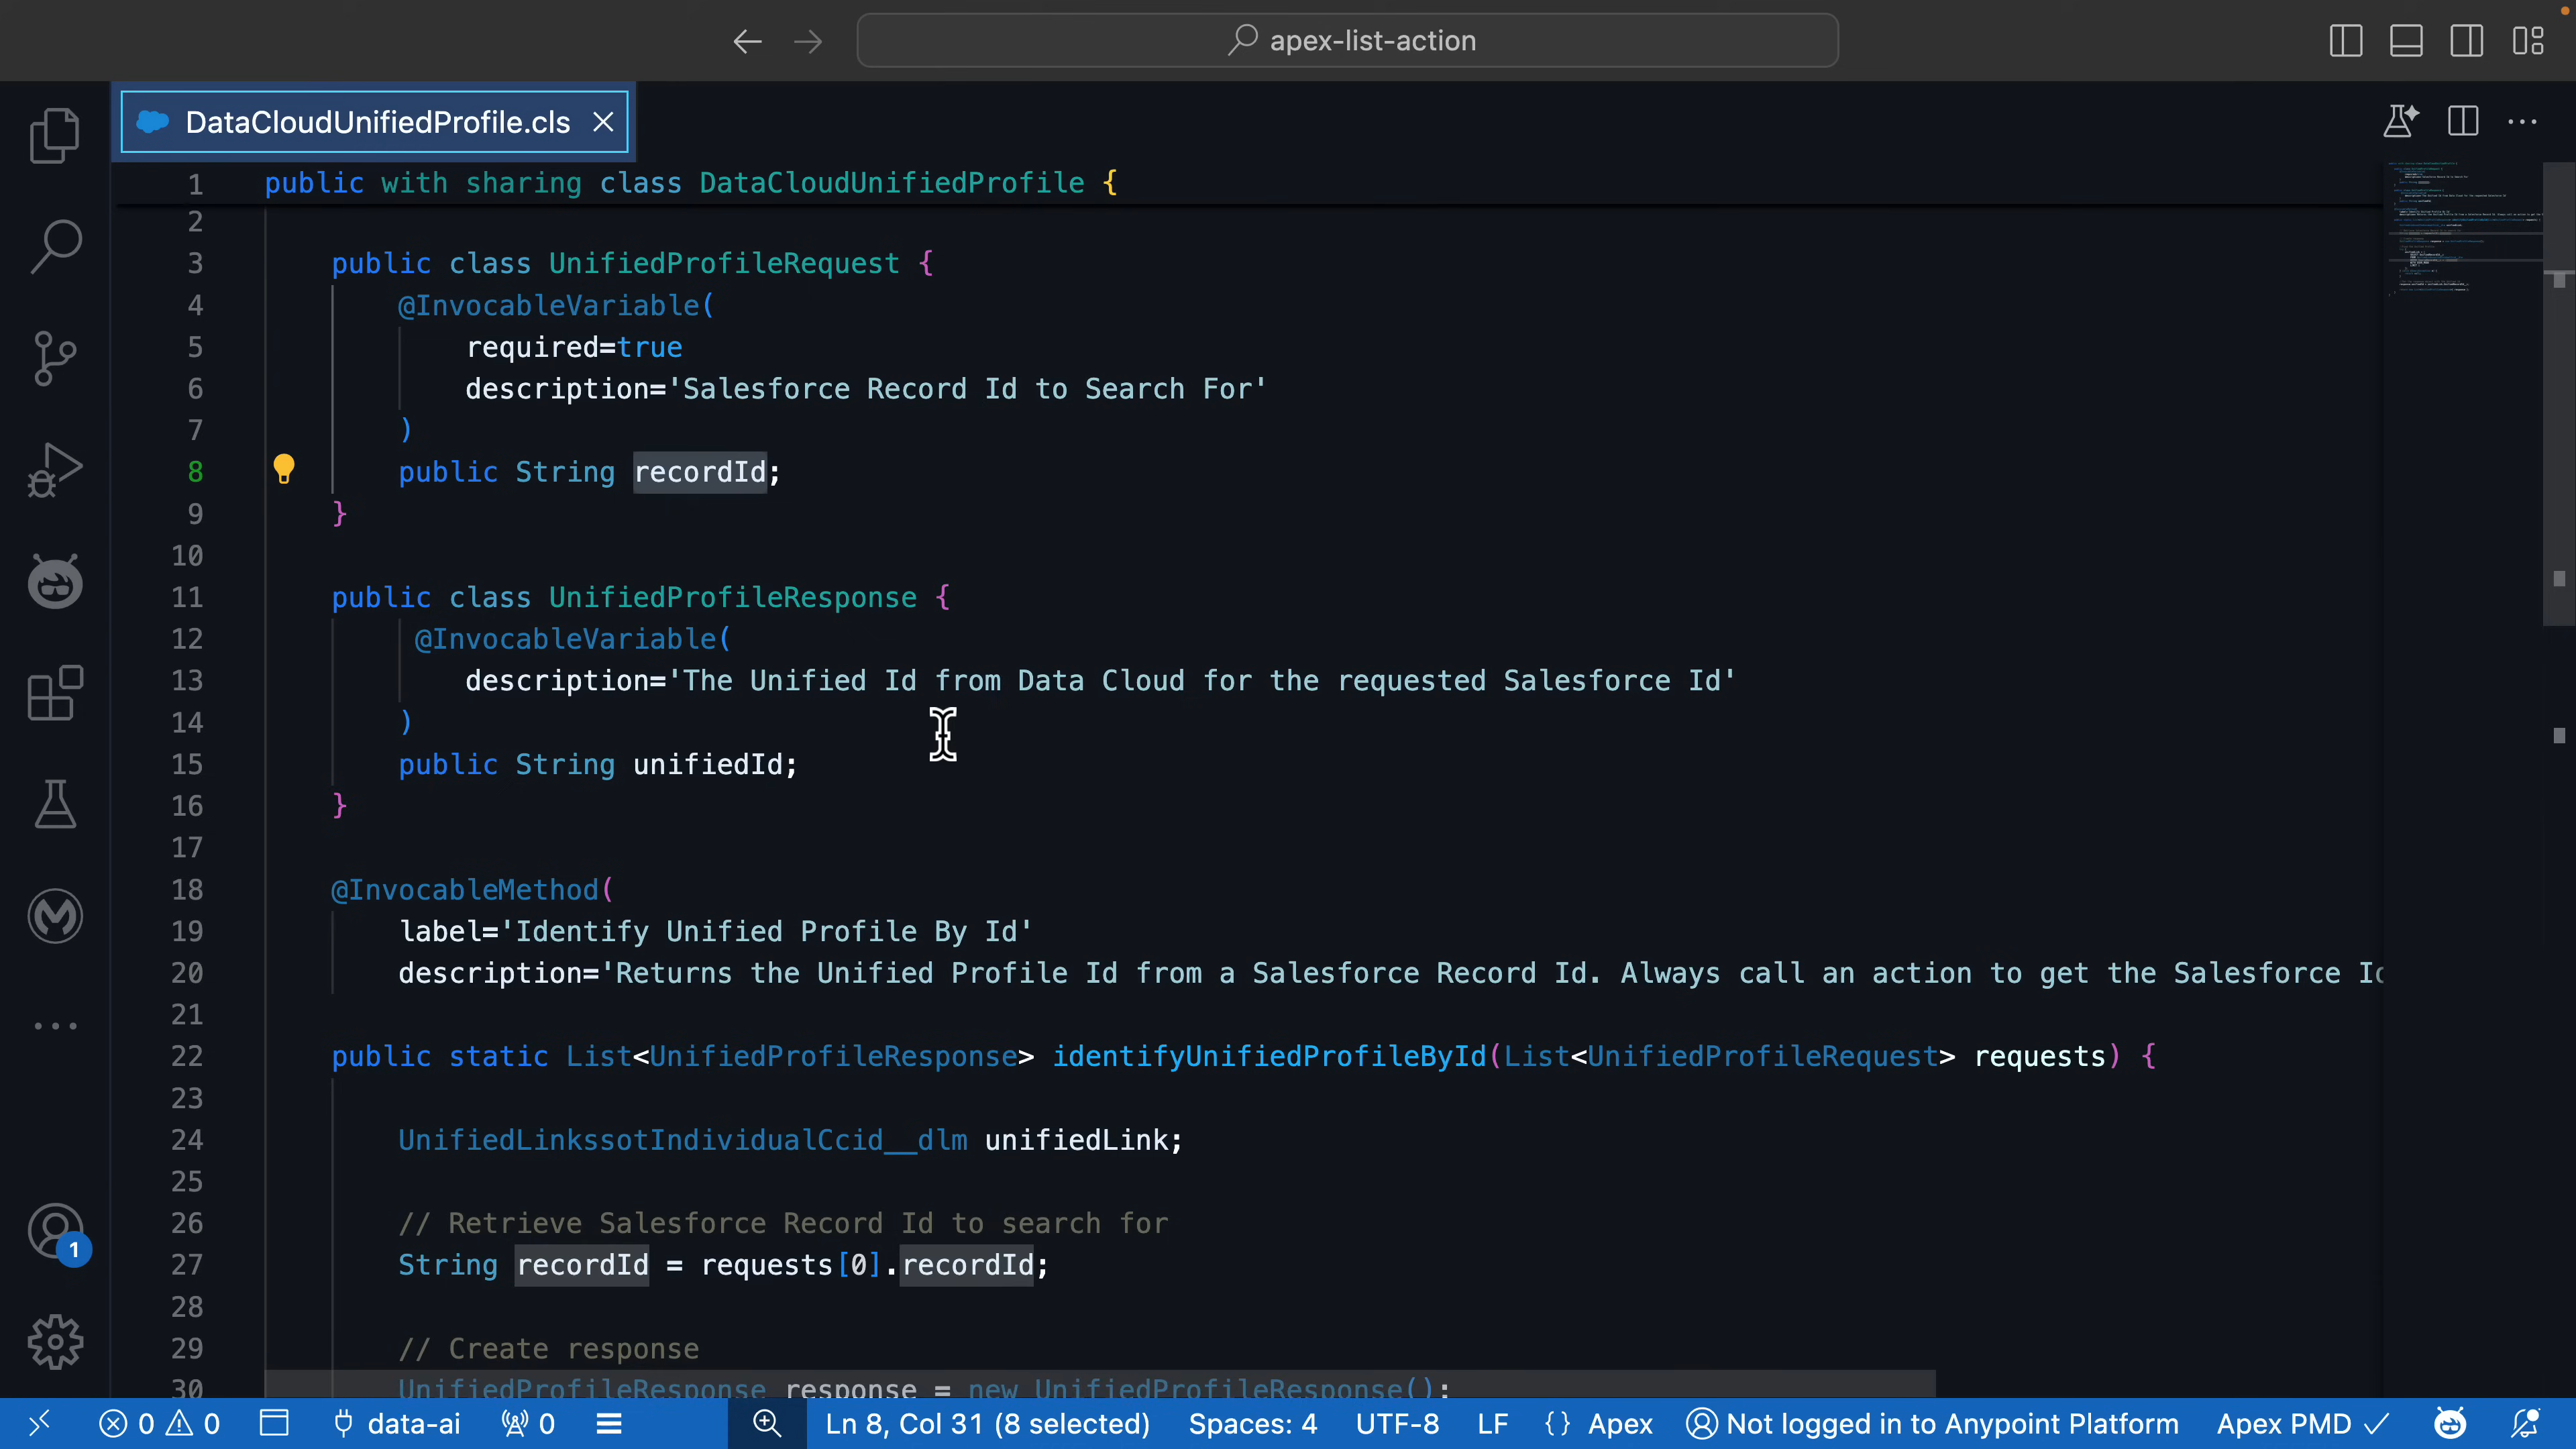 apex-list-action
DataCloudUnifiedProfile.cls
1 public with sharing class DataCloudUnifiedProfile {
2
3 public class UnifiedProfileRequest {
4 @InvocableVariable(
5 required=true
6 description='Salesforce Record Id to Search For'
7 )
8 public String recordId;
9 }
10
11 public class UnifiedProfileResponse {
12 @InvocableVariable(
13 description='The Unified Id from Data Cloud for the requested Salesforce Id'
14 )
15 public String unifiedId;
16 }
17
18 @InvocableMethod(
19 label='Identify Unified Profile By Id'
20 description='Returns the Unified Profile Id from a Salesforce Record Id. Always call an action to get the Salesforce Id
21
22 public static List<UnifiedProfileResponse> identifyUnifiedProfileById(List<UnifiedProfileRequest> requests) {
23
24 UnifiedLinkssotIndividualCcid__dlm unifiedLink;
25
26 // Retrieve Salesforce Record Id to search for
27 String recordId = requests[0].recordId;
28
29 // Create response
30 UnifiedProfileResponse response = new UnifiedProfileResponse();
1
0 0 data-ai 0 Ln 8, Col 31 (8 selected) Spaces: 4 UTF-8 LF {} Apex Not logged in to Anypoint Platform Apex PMD